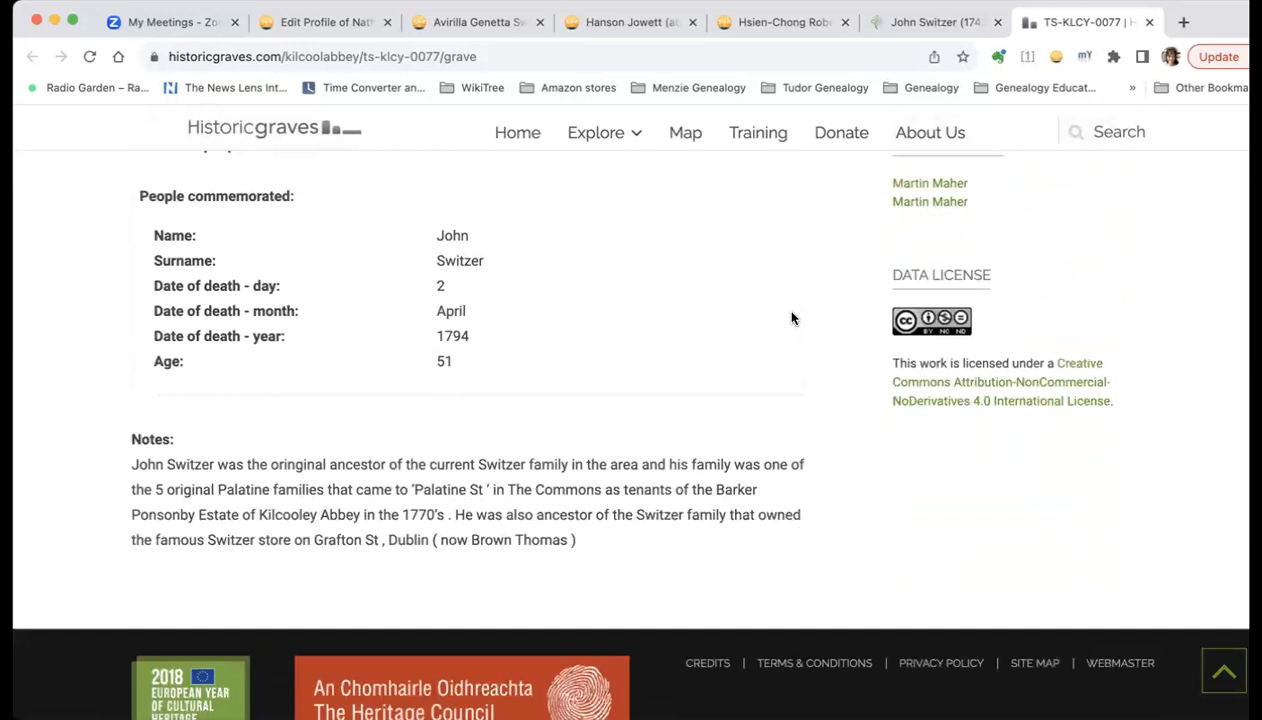 My Meetings - Zo
Edit Profile of Nat
Avirilla Genetta Sw
Hanson Jowett (a
Hsien-Chong Rob
John Switzer (174
TS-KLCY-0077 | H
historicgraves.com/kilcoolabbey/ts-klcy-0077/grave
[1]
mY
Update
Radio Garden – Ra...
The News Lens Int...
Time Converter an...
WikiTree
Amazon stores
Menzie Genealogy
Tudor Genealogy
Genealogy
Genealogy Educat...
»
Other Bookma
Historicgraves
Home
Explore
Map
Training
Donate
About Us
Search
People commemorated:
Name: John
Surname: Switzer
Date of death - day: 2
Date of death - month: April
Date of death - year: 1794
Age: 51
Notes:
John Switzer was the oringinal ancestor of the current Switzer family in the area and his family was one of
the 5 original Palatine families that came to ‘Palatine St ’ in The Commons as tenants of the Barker
Ponsonby Estate of Kilcooley Abbey in the 1770’s . He was also ancestor of the Switzer family that owned
the famous Switzer store on Grafton St , Dublin ( now Brown Thomas )
Martin Maher
Martin Maher
DATA LICENSE
cc
BY NC ND
This work is licensed under a Creative
Commons Attribution-NonCommercial-
NoDerivatives 4.0 International License.
2018
EUROPEAN YEAR
OF CULTURAL
HERITAGE
An Chomhairle Oidhreachta
The Heritage Council
CREDITS | TERMS & CONDITIONS | PRIVACY POLICY | SITE MAP | WEBMASTER